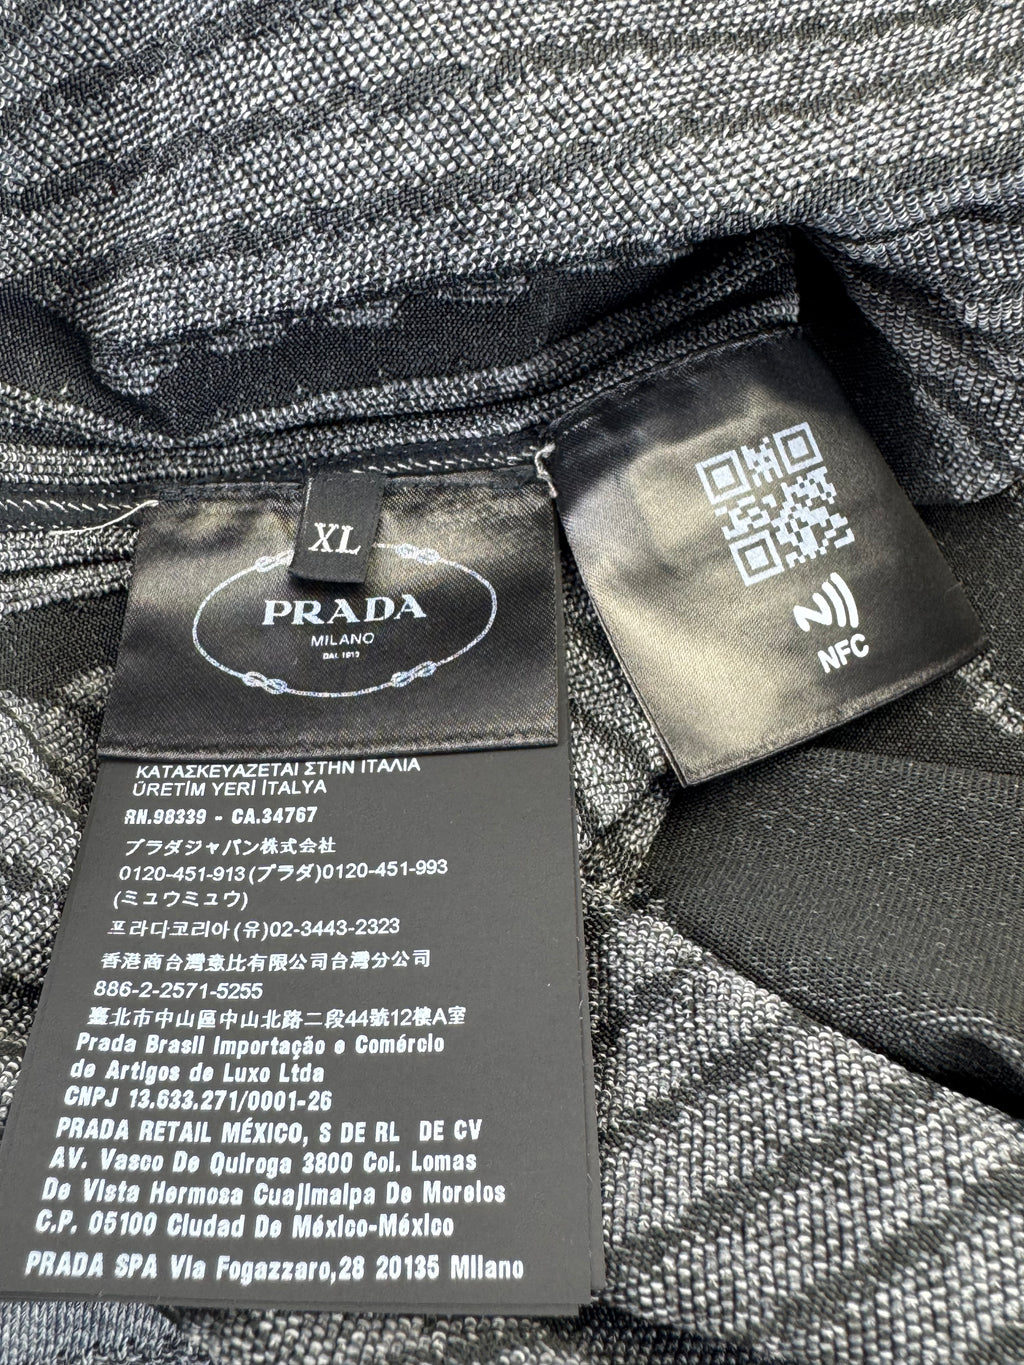 XL
PRADA
MILANO
DAL 1913
NFC
ΚΑΤΑΣΚΕΥΑΖΕΤΑΙ ΣΤΗΝ ΙΤΑΛΙΑ
ÜRETİM YERİ İTALYA
RN.98339 - CA.34767
プラダジャパン株式会社
0120-451-913(プラダ)0120-451-993
(ミュウミュウ)
프라다코리아(유)02-3443-2323
香港商台灣意比有限公司台灣分公司
886-2-2571-5255
臺北市中山區中山北路二段44號12樓A室
Prada Brasil Importação e Comércio
de Artigos de Luxo Ltda
CNPJ 13.633.271/0001-26
PRADA RETAIL MÉXICO, S DE RL DE CV
AV. Vasco De Quiroga 3800 Col. Lomas
De Vista Hermosa Cuajimalpa De Morelos
C.P. 05100 Ciudad De México-México
PRADA SPA Via Fogazzaro,28 20135 Milano